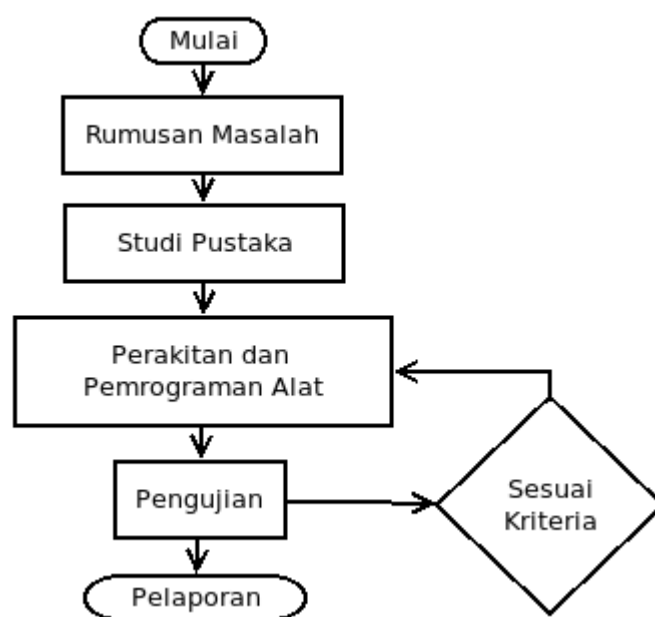 Mulai
Rumusan Masalah
Studi Pustaka
Perakitan dan
Pemrograman Alat
Pengujian
Sesuai
Kriteria
Pelaporan